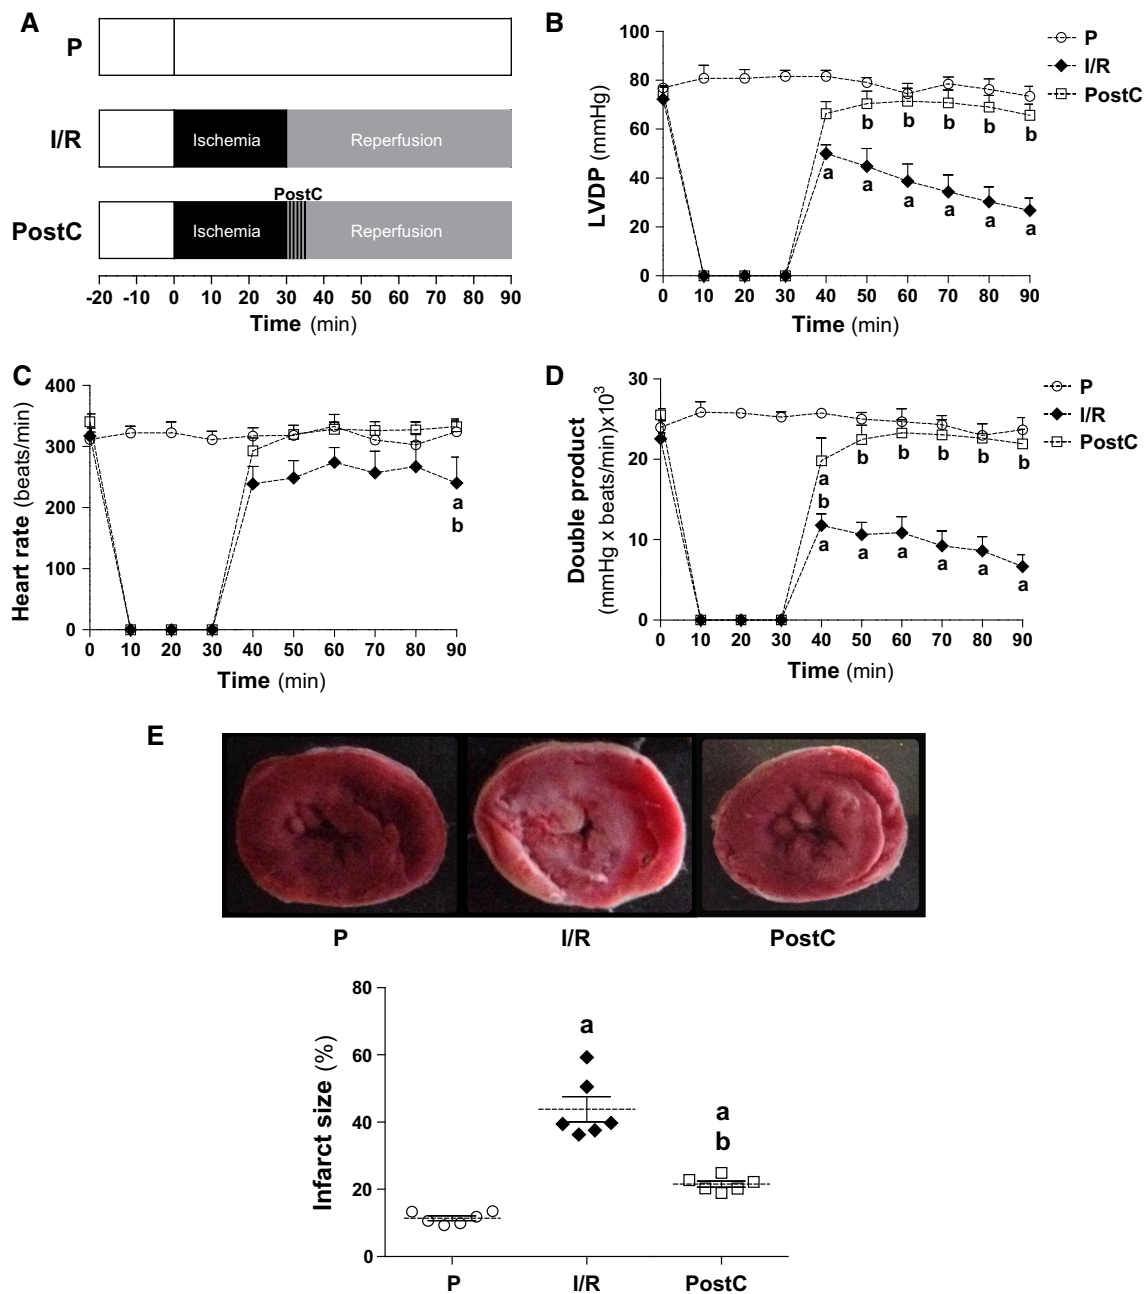 A
P
I/R
Ischemia
Reperfusion
PostC
PostC
Ischemia
Reperfusion
-20 -10 0 10 20 30 40 50 60 70 80 90
Time (min)
B
LVDP (mmHg)
100
80
60
40
20
0
b b b b b
a a a a a a
0 10 20 30 40 50 60 70 80 90
Time (min)
P
I/R
PostC
C
Heart rate (beats/min)
400
300
200
100
0
a
b
0 10 20 30 40 50 60 70 80 90
Time (min)
D
Double product
(mmHg x beats/min)x10³
30
20
10
0
b b b b b
a
b
a a a a a a
0 10 20 30 40 50 60 70 80 90
Time (min)
P
I/R
PostC
E
P I/R PostC
Infarct size (%)
80
60
40
20
0
a
a
b
P I/R PostC